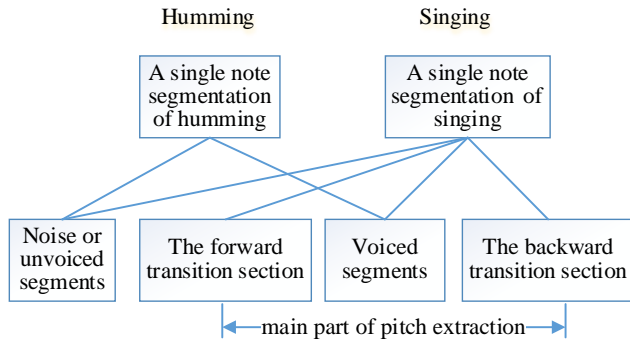 Humming
Singing
A single note
segmentation
of humming
A single note
segmentation of
singing
Noise or
unvoiced
segments
The forward
transition section
Voiced
segments
The backward
transition section
main part of pitch extraction